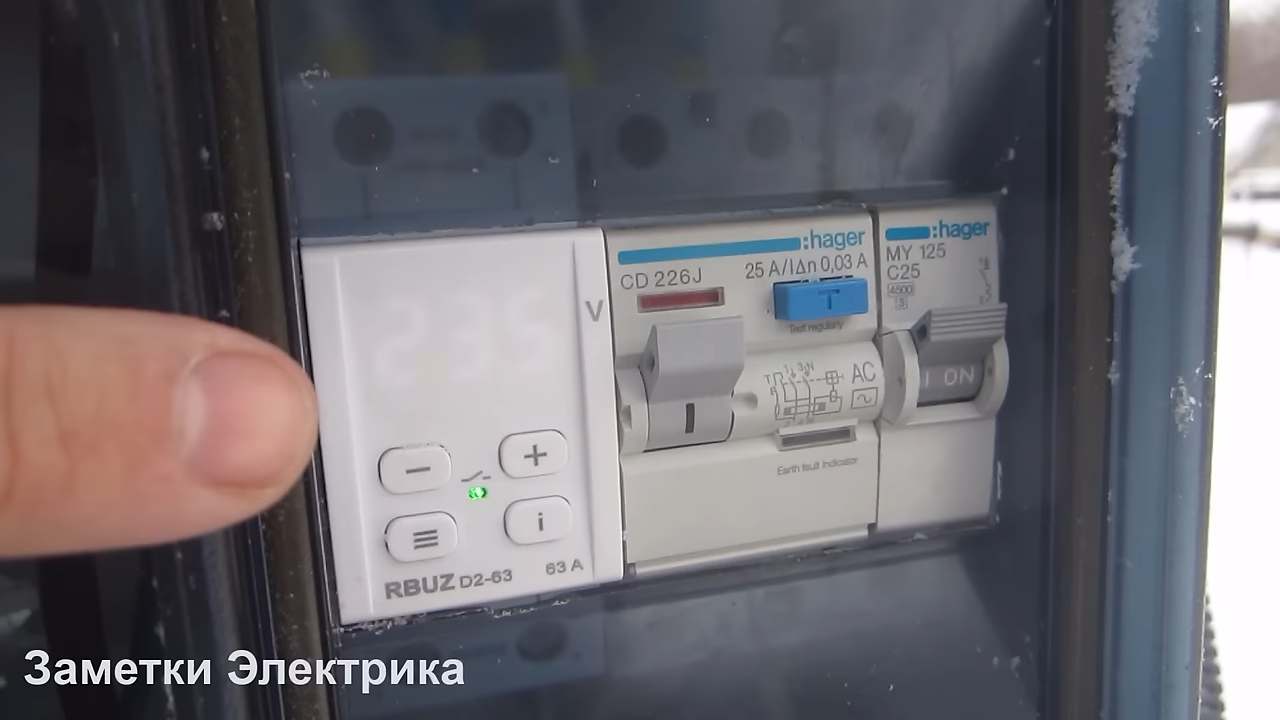 235
V
RBUZ D2-63 63 A
:hager
CD 226J 25 A/IΔn 0,03 A
T
Test regularly
AC
Earth fault indicator
:hager
MY 125
C25
4500
3
I ON
Заметки Электрика